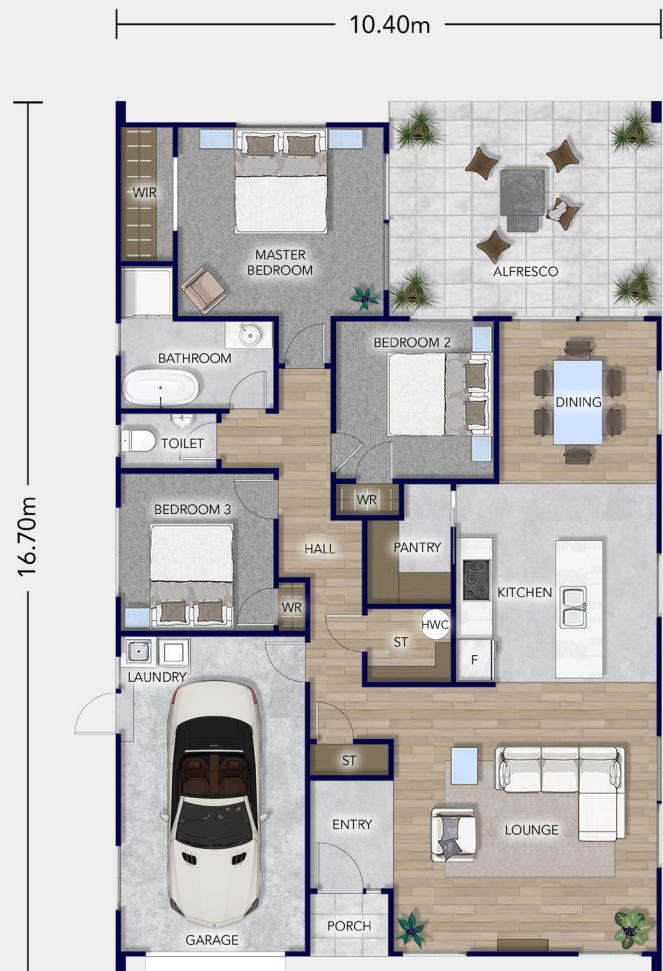 10.40m
16.70m
WIR
MASTER
BEDROOM
ALFRESCO
BATHROOM
BEDROOM 2
DINING
TOILET
WR
BEDROOM 3
HALL
PANTRY
KITCHEN
WR
HWC
ST
F
LAUNDRY
ST
ENTRY
LOUNGE
PORCH
GARAGE